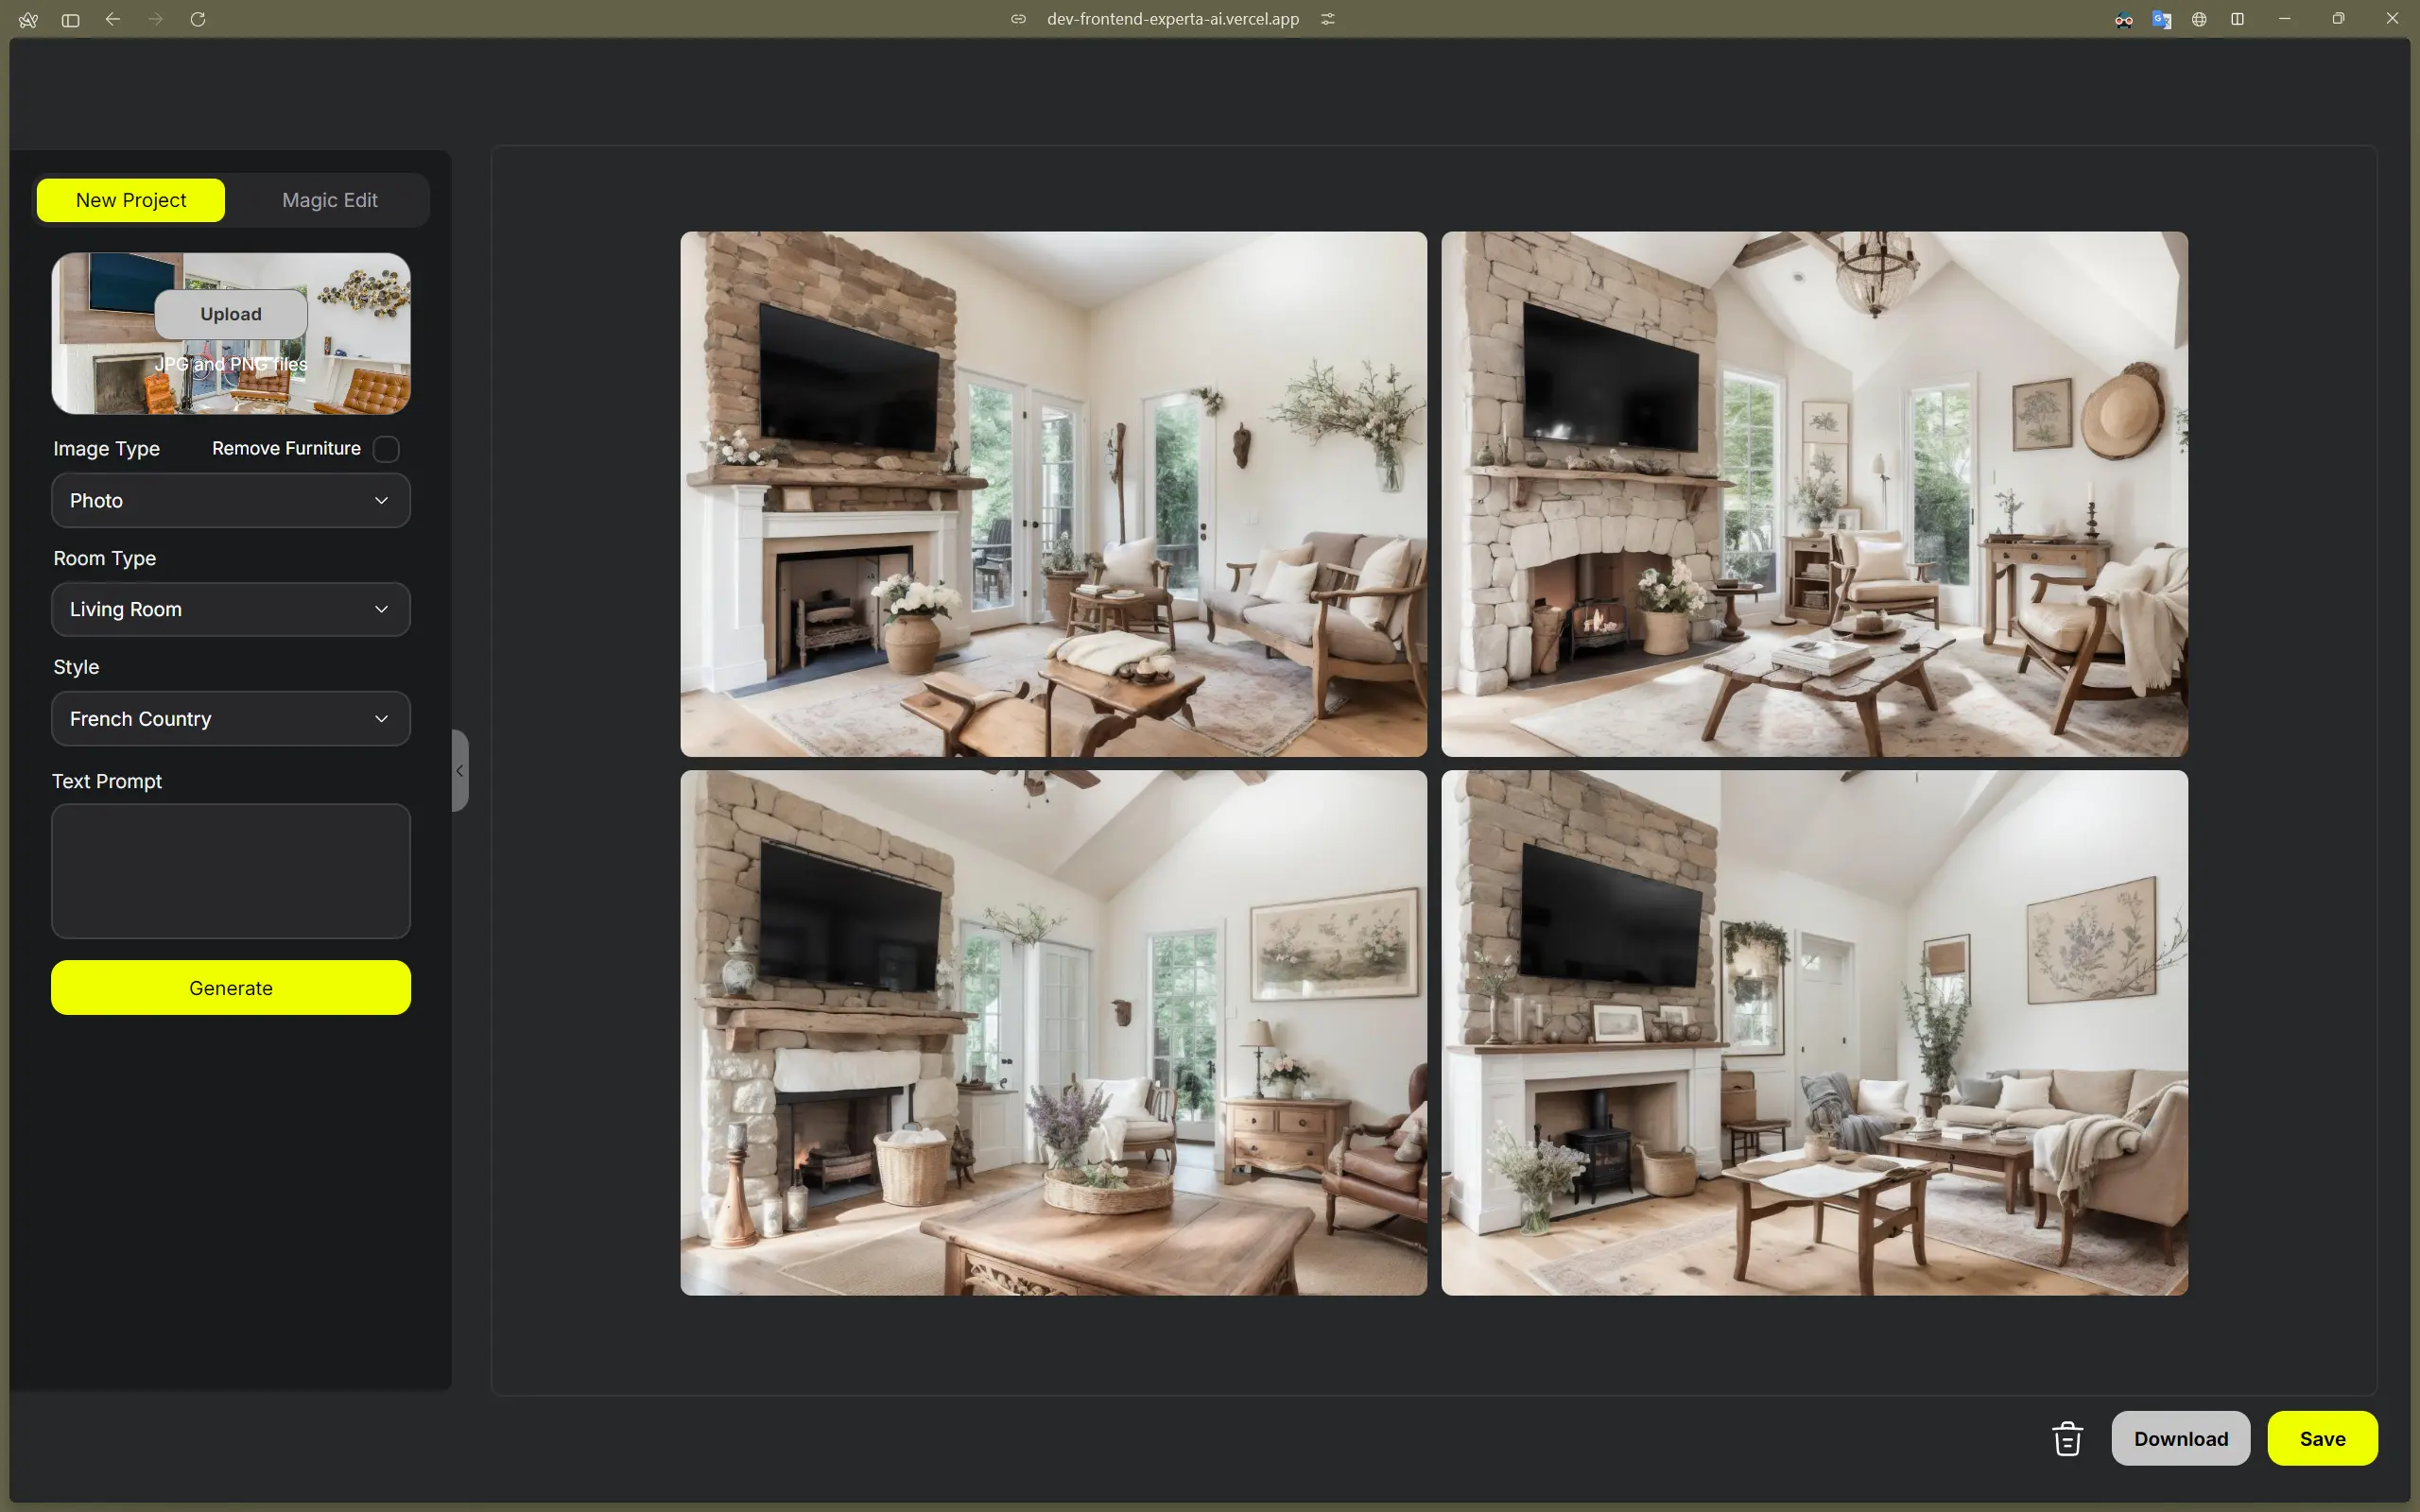 dev-frontend-experta-ai.vercel.app
New Project
Magic Edit
Upload
JPG and PNG files
Image Type
Remove Furniture
Photo
Room Type
Living Room
Style
French Country
Text Prompt
Generate
Download
Save